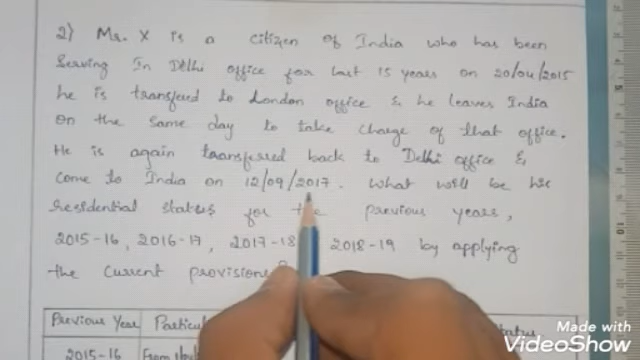 2) Mr. X is a citizen of India who has been
serving In Delhi office for last 15 years on 20/04/2015
he is transfered to London office & he leaves India
on the same day to take charge of that office.
He is again transfered back to Delhi office &
come to India on 12/09/2017. What will be his
residential status for the previous years,
2015-16, 2016-17, 2017-18 2018-19 by applying
the current provisions?
Previous Year Particul
2015-16 From
Made with
VideoShow